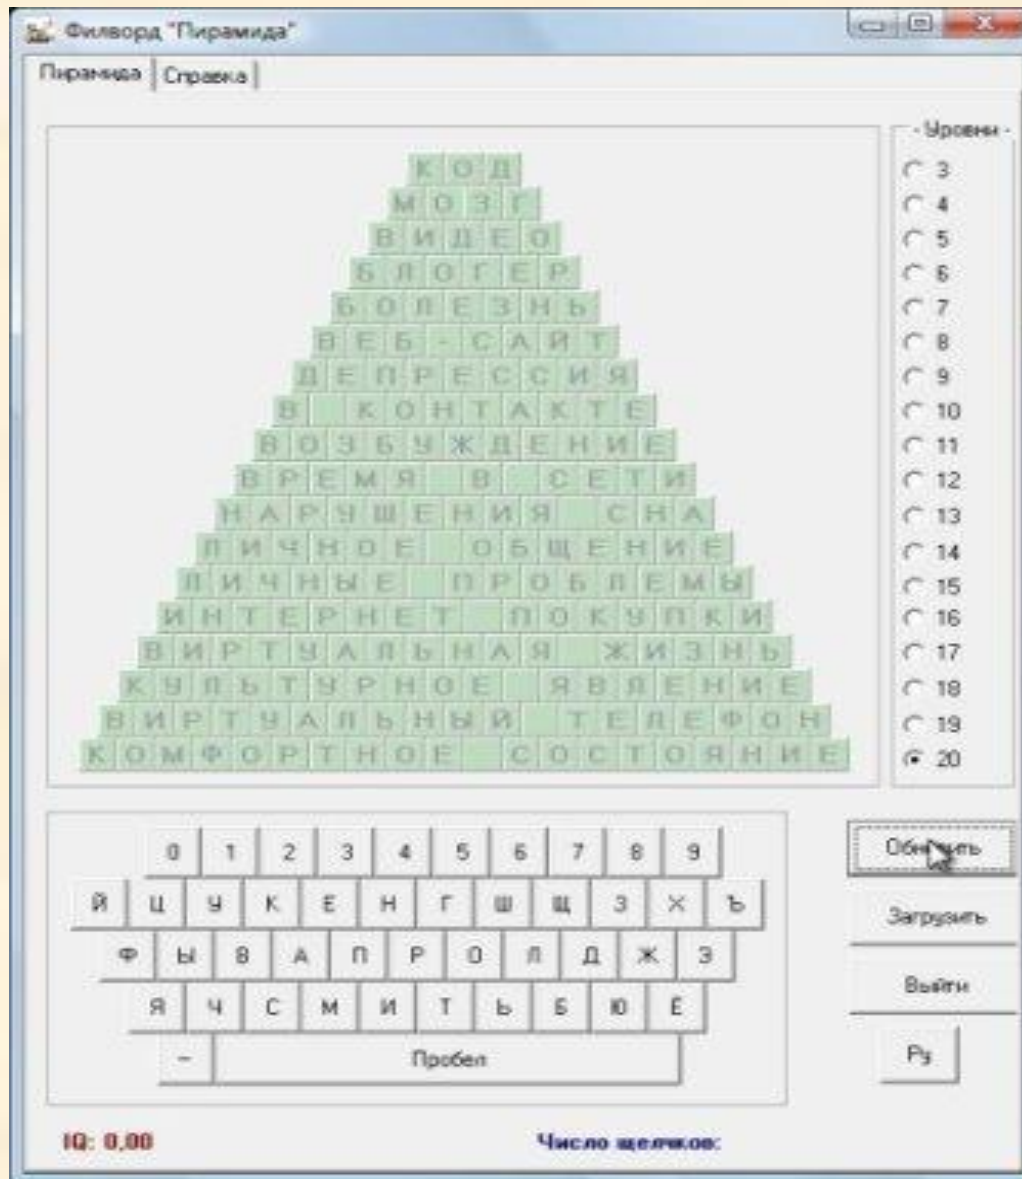 Филворд "Пирамида"
Пирамида Справка
- Уровни -
КОД
МОЗГ
ВИДЕО
БЛОГЕР
БОЛЕЗНЬ
ВЕБ-САЙТ
ДЕПРЕССИЯ
В КОНТАКТЕ
ВОЗБУЖДЕНИЕ
ВРЕМЯ В СЕТИ
НАРУШЕНИЯ СНА
ЛИЧНОЕ ОБЩЕНИЕ
ЛИЧНЫЕ ПРОБЛЕМЫ
ИНТЕРНЕТ ПОКУПКИ
ВИРТУАЛЬНАЯ ЖИЗНЬ
КУЛЬТУРНОЕ ЯВЛЕНИЕ
ВИРТУАЛЬНЫЙ ТЕЛЕФОН
КОМФОРТНОЕ СОСТОЯНИЕ
3
4
5
6
7
8
9
10
11
12
13
14
15
16
17
18
19
20
0 1 2 3 4 5 6 7 8 9
Й Ц У К Е Н Г Ш Щ З Х Ъ
Ф Ы В А П Р О Л Д Ж Э
Я Ч С М И Т Ь Б Ю Ё
- Пробел
Обновить
Загрузить
Выйти
Ру
IQ: 0,00
Число щелчков: